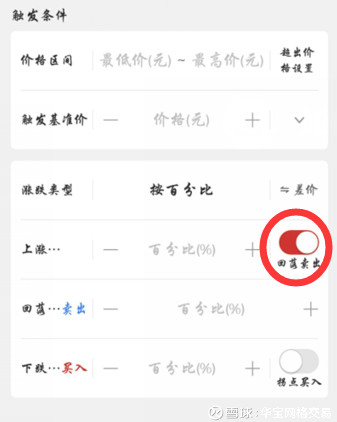 触发条件
价格区间 最低价(元) ~ 最高价(元) 超出价格设置
触发基准价 — 价格(元) +
涨跌类型 按百分比 ⇋ 差价
上涨… — 百分比(%) 回落卖出
回落…卖出 — 百分比(%) +
下跌…买入 — 百分比(%) + 拐点买入
雪球:华宝网格交易